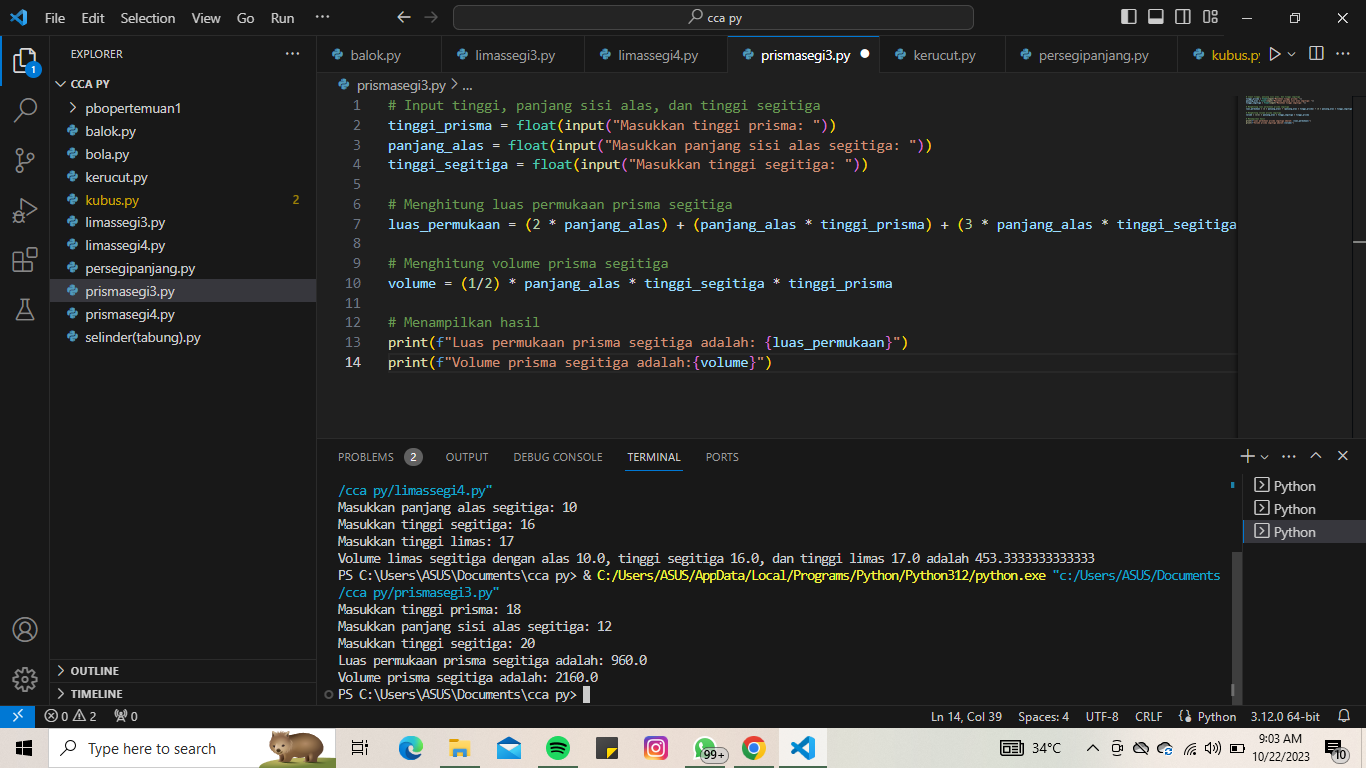 File Edit Selection View Go Run ··· cca py
EXPLORER ···
1
CCA PY
pbopertemuan1
balok.py
bola.py
kerucut.py
kubus.py 2
limassegi3.py
limassegi4.py
persegipanjang.py
prismasegi3.py
prismasegi4.py
selinder(tabung).py
OUTLINE
TIMELINE
balok.py limassegi3.py limassegi4.py prismasegi3.py kerucut.py persegipanjang.py kubus.py
prismasegi3.py > ...
1 # Input tinggi, panjang sisi alas, dan tinggi segitiga
2 tinggi_prisma = float(input("Masukkan tinggi prisma: "))
3 panjang_alas = float(input("Masukkan panjang sisi alas segitiga: "))
4 tinggi_segitiga = float(input("Masukkan tinggi segitiga: "))
5
6 # Menghitung luas permukaan prisma segitiga
7 luas_permukaan = (2 * panjang_alas) + (panjang_alas * tinggi_prisma) + (3 * panjang_alas * tinggi_segitiga
8
9 # Menghitung volume prisma segitiga
10 volume = (1/2) * panjang_alas * tinggi_segitiga * tinggi_prisma
11
12 # Menampilkan hasil
13 print(f"Luas permukaan prisma segitiga adalah: {luas_permukaan}")
14 print(f"Volume prisma segitiga adalah:{volume}")
PROBLEMS 2 OUTPUT DEBUG CONSOLE TERMINAL PORTS
/cca py/limassegi4.py"
Masukkan panjang alas segitiga: 10
Masukkan tinggi segitiga: 16
Masukkan tinggi limas: 17
Volume limas segitiga dengan alas 10.0, tinggi segitiga 16.0, dan tinggi limas 17.0 adalah 453.3333333333333
PS C:\Users\ASUS\Documents\cca py> & C:/Users/ASUS/AppData/Local/Programs/Python/Python312/python.exe "c:/Users/ASUS/Documents
/cca py/prismasegi3.py"
Masukkan tinggi prisma: 18
Masukkan panjang sisi alas segitiga: 12
Masukkan tinggi segitiga: 20
Luas permukaan prisma segitiga adalah: 960.0
Volume prisma segitiga adalah: 2160.0
PS C:\Users\ASUS\Documents\cca py>
Python
Python
Python
0 2 0 Ln 14, Col 39 Spaces: 4 UTF-8 CRLF Python 3.12.0 64-bit
Type here to search 99+ 34°C 9:03 AM
10/22/2023 10